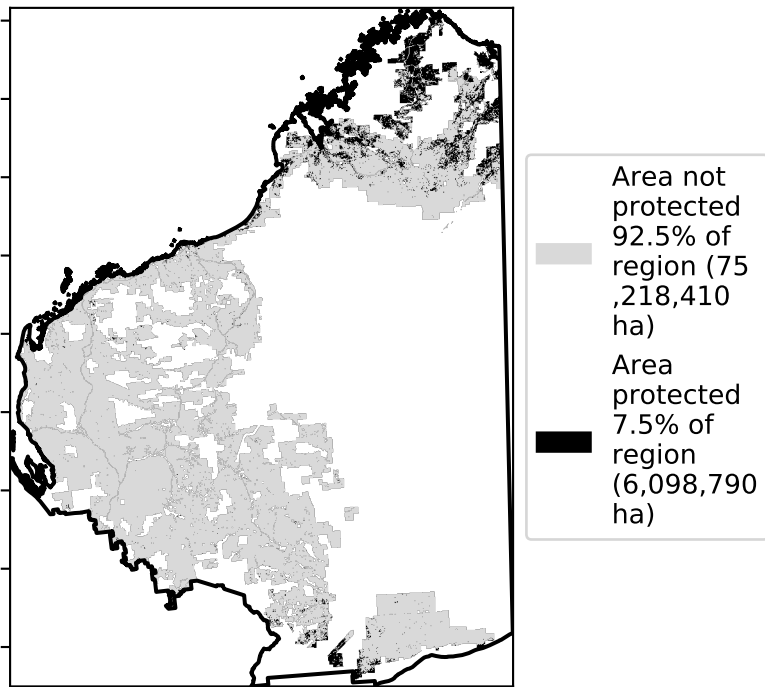 Area not
protected
92.5% of
region (75
,218,410
ha)
Area
protected
7.5% of
region
(6,098,790
ha)